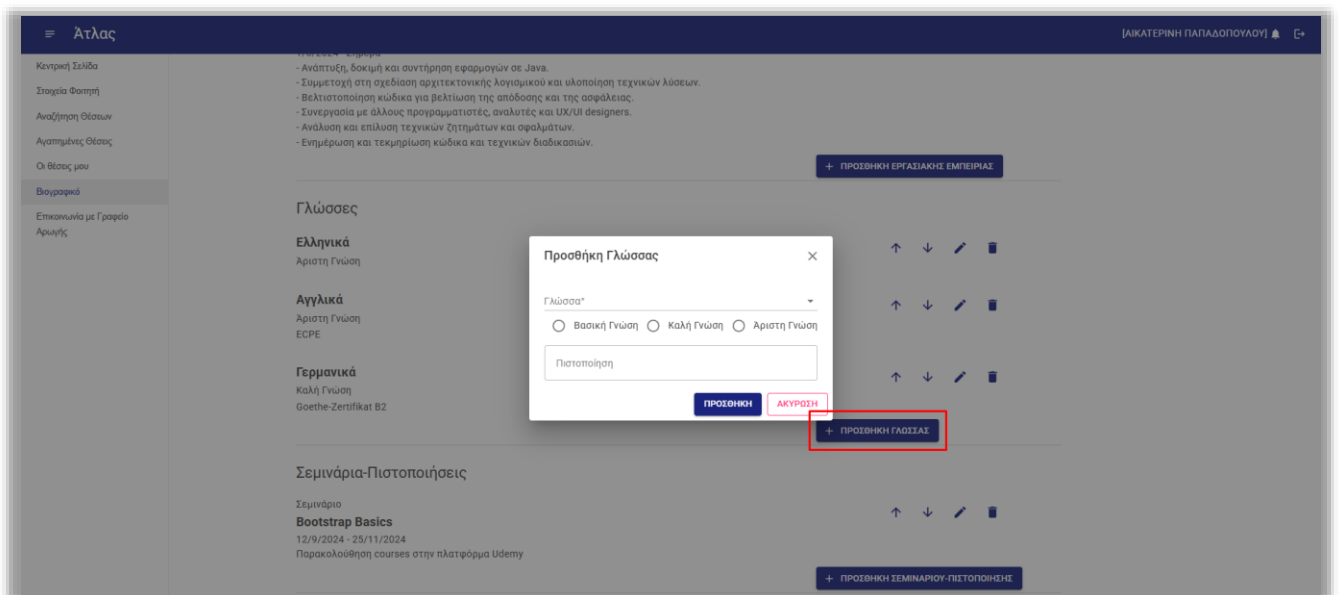 Άτλας
[ΑΙΚΑΤΕΡΙΝΗ ΠΑΠΑΔΟΠΟΥΛΟΥ]
Κεντρική Σελίδα
Στοιχεία Φοιτητή
Αναζήτηση Θέσεων
Αγαπημένες Θέσεις
Οι θέσεις μου
Βιογραφικό
Επικοινωνία με Γραφείο
Αρωγής
- Ανάπτυξη, δοκιμή και συντήρηση εφαρμογών σε Java.
- Συμμετοχή στη σχεδίαση αρχιτεκτονικής λογισμικού και υλοποίηση τεχνικών λύσεων.
- Βελτιστοποίηση κώδικα για βελτίωση της απόδοσης και της ασφάλειας.
- Συνεργασία με άλλους προγραμματιστές, αναλυτές και UX/UI designers.
- Ανάλυση και επίλυση τεχνικών ζητημάτων και σφαλμάτων.
- Ενημέρωση και τεκμηρίωση κώδικα και τεχνικών διαδικασιών.
+ ΠΡΟΣΘΗΚΗ ΕΡΓΑΣΙΑΚΗΣ ΕΜΠΕΙΡΙΑΣ
Γλώσσες
Ελληνικά
Άριστη Γνώση
Αγγλικά
Άριστη Γνώση
ECPE
Γερμανικά
Καλή Γνώση
Goethe-Zertifikat B2
Προσθήκη Γλώσσας
Γλώσσα*
Βασική Γνώση Καλή Γνώση Άριστη Γνώση
Πιστοποίηση
ΠΡΟΣΘΗΚΗ ΑΚΥΡΩΣΗ
+ ΠΡΟΣΘΗΚΗ ΓΛΩΣΣΑΣ
Σεμινάρια-Πιστοποιήσεις
Σεμινάριο
Bootstrap Basics
12/9/2024 - 25/11/2024
Παρακολούθηση courses στην πλατφόρμα Udemy
+ ΠΡΟΣΘΗΚΗ ΣΕΜΙΝΑΡΙΟΥ-ΠΙΣΤΟΠΟΙΗΣΗΣ